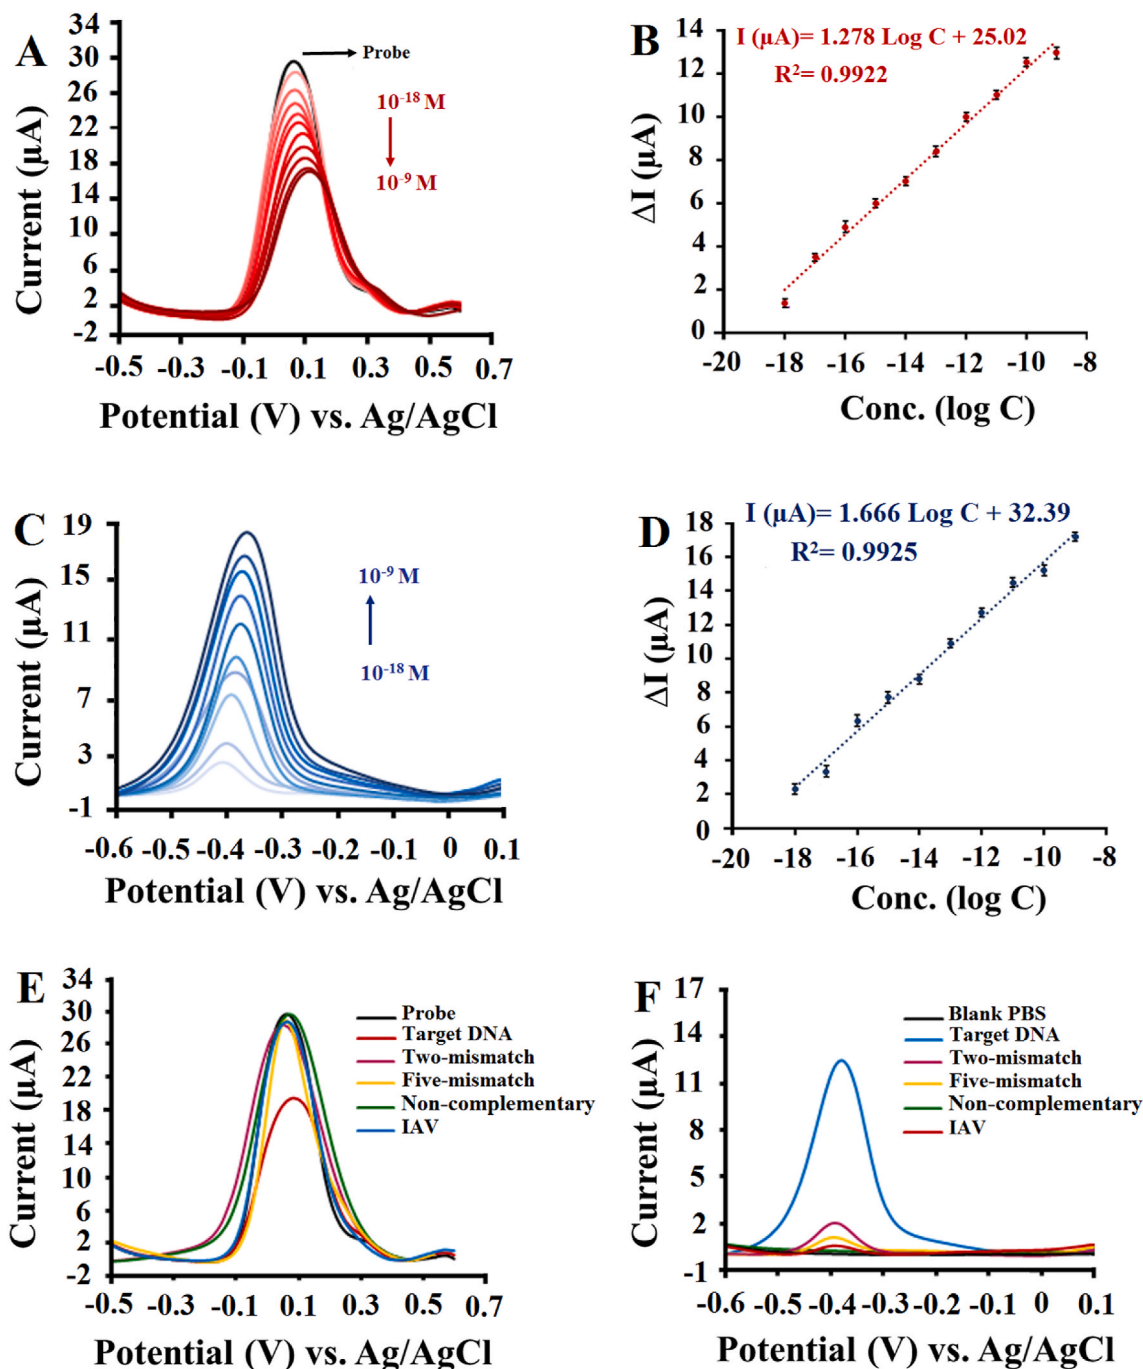 A
Current (µA)
34
30
26
22
18
14
10
6
2
-2
Probe
10-18 M
10-9 M
-0.5 -0.3 -0.1 0.1 0.3 0.5 0.7
Potential (V) vs. Ag/AgCl
B
I (µA)= 1.278 Log C + 25.02
R2= 0.9922
ΔI (µA)
14
12
10
8
6
4
2
0
-20 -18 -16 -14 -12 -10 -8
Conc. (log C)
C
Current (µA)
19
15
11
7
3
-1
10-9 M
10-18 M
-0.6 -0.5 -0.4 -0.3 -0.2 -0.1 0 0.1
Potential (V) vs. Ag/AgCl
D
I (µA)= 1.666 Log C + 32.39
R2= 0.9925
ΔI (µA)
18
16
14
12
10
8
6
4
2
0
-20 -18 -16 -14 -12 -10 -8
Conc. (log C)
E
Current (µA)
34
30
26
22
18
14
10
6
2
-2
Probe
Target DNA
Two-mismatch
Five-mismatch
Non-complementary
IAV
-0.5 -0.3 -0.1 0.1 0.3 0.5 0.7
Potential (V) vs. Ag/AgCl
F
Current (µA)
17
14
11
8
5
2
-1
Blank PBS
Target DNA
Two-mismatch
Five-mismatch
Non-complementary
IAV
-0.6 -0.5 -0.4 -0.3 -0.2 -0.1 0 0.1
Potential (V) vs. Ag/AgCl